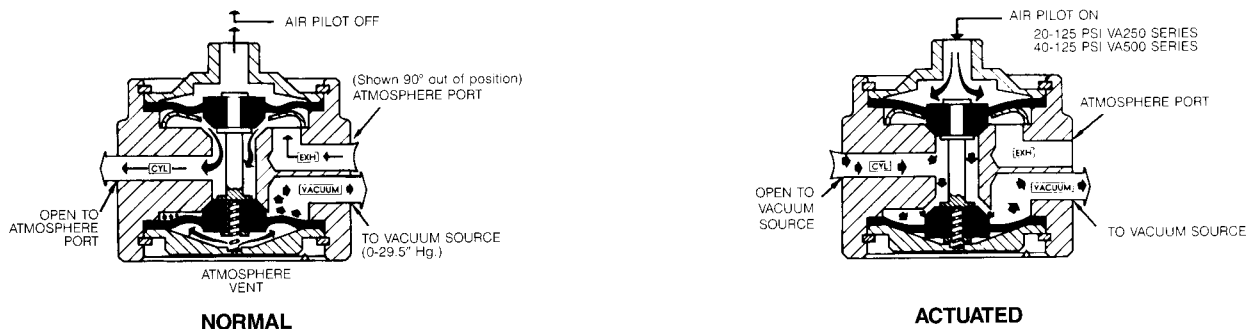 AIR PILOT OFF
(Shown 90° out of position)
ATMOSPHERE PORT
EXH
CYL
VACUUM
OPEN TO
ATMOSPHERE
PORT
TO VACUUM SOURCE
(0-29.5" Hg.)
ATMOSPHERE
VENT
NORMAL
AIR PILOT ON
20-125 PSI VA250 SERIES
40-125 PSI VA500 SERIES
ATMOSPHERE PORT
EXH
CYL
VACUUM
OPEN TO
VACUUM
SOURCE
TO VACUUM SOURCE
ACTUATED